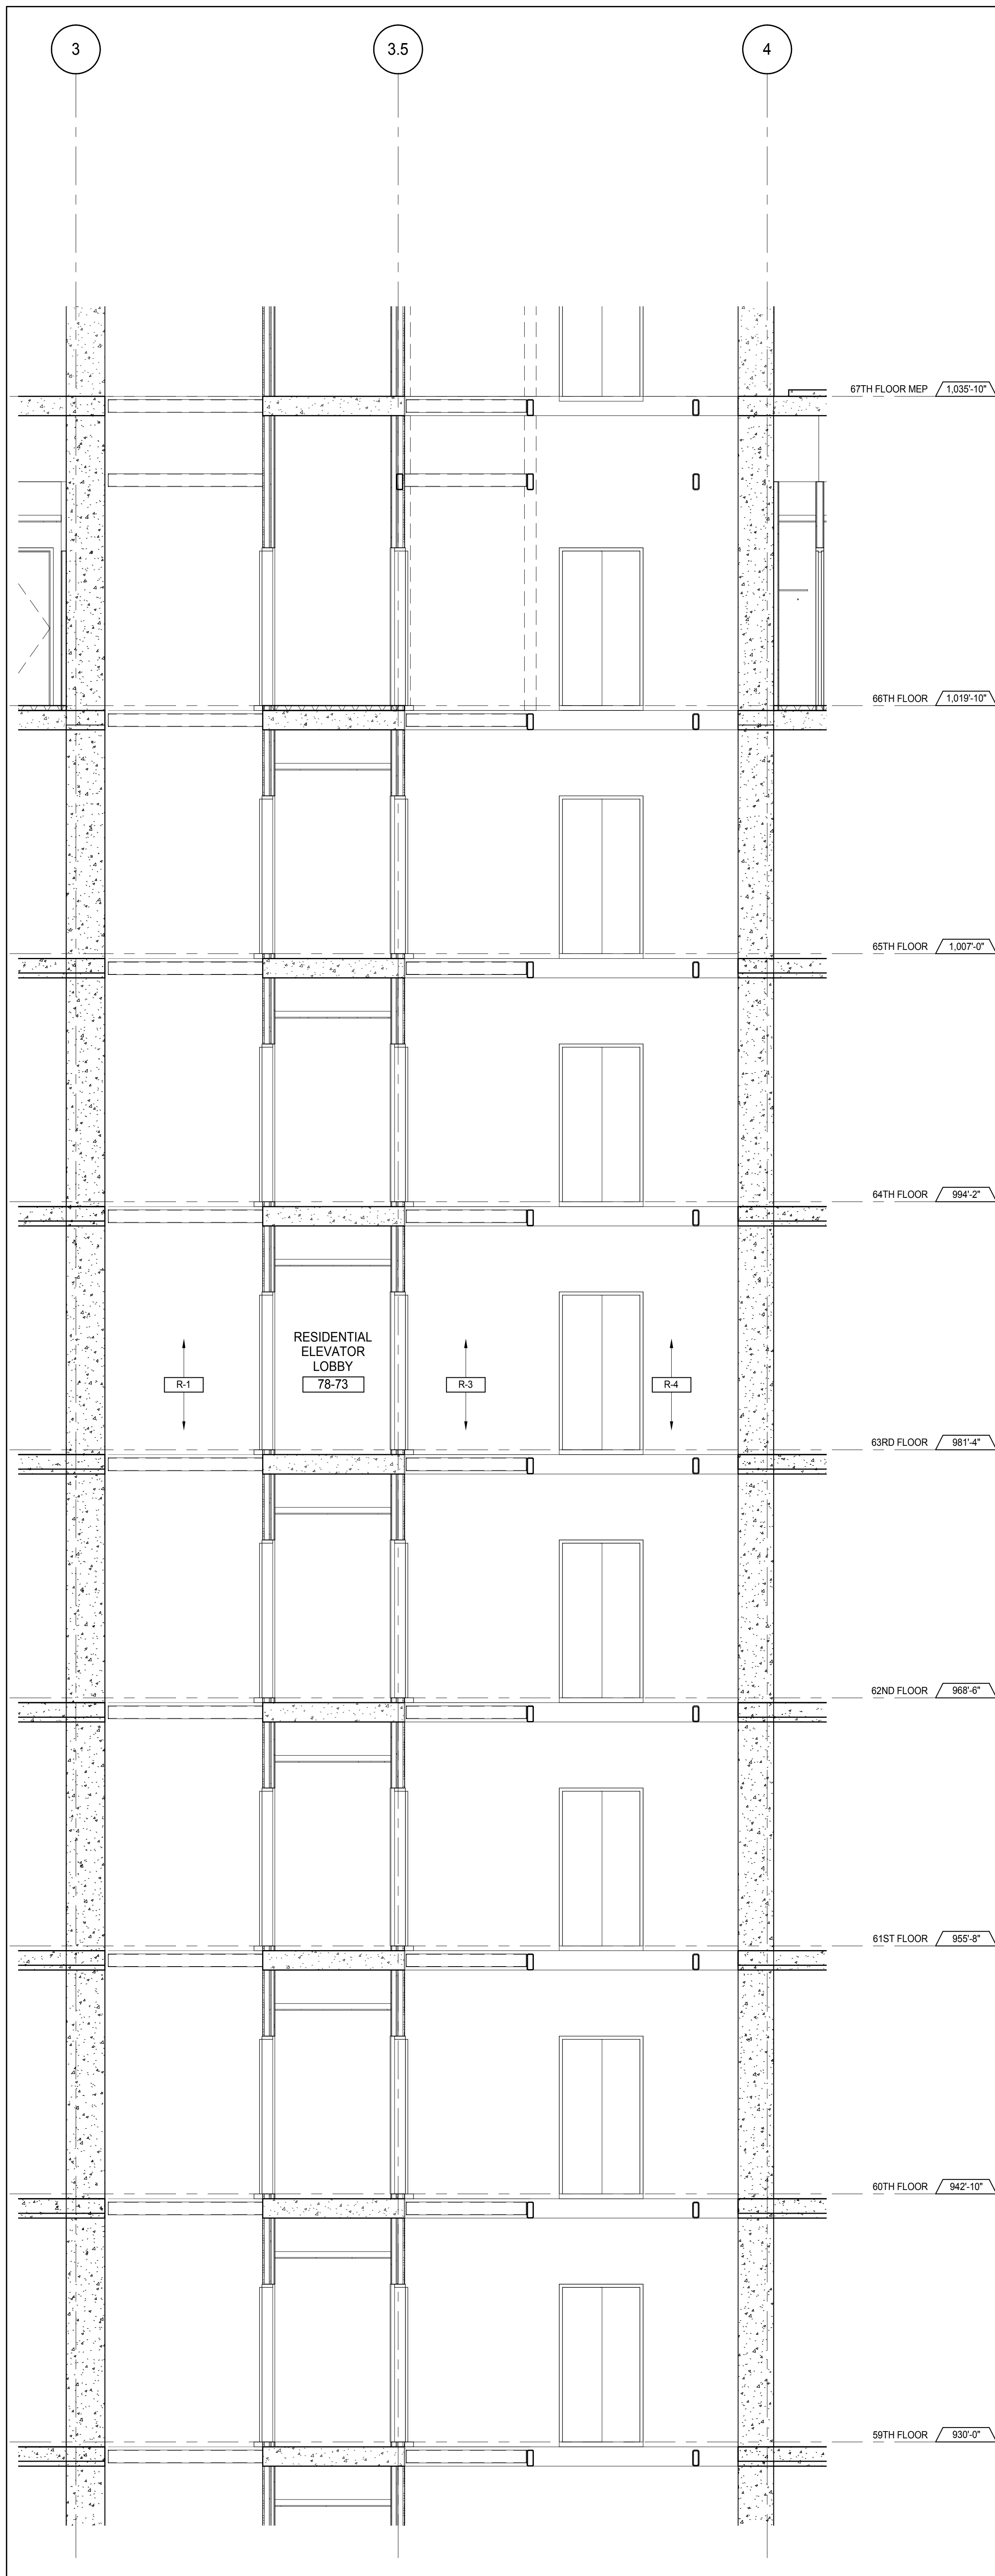 3
3.5
4
67TH FLOOR MEP 1,035'-10"
66TH FLOOR 1,019'-10"
65TH FLOOR 1,007'-0"
64TH FLOOR 994'-2"
RESIDENTIAL
ELEVATOR
LOBBY
78-73
R-1
R-3
R-4
63RD FLOOR 981'-4"
62ND FLOOR 968'-6"
61ST FLOOR 955'-8"
60TH FLOOR 942'-10"
59TH FLOOR 930'-0"